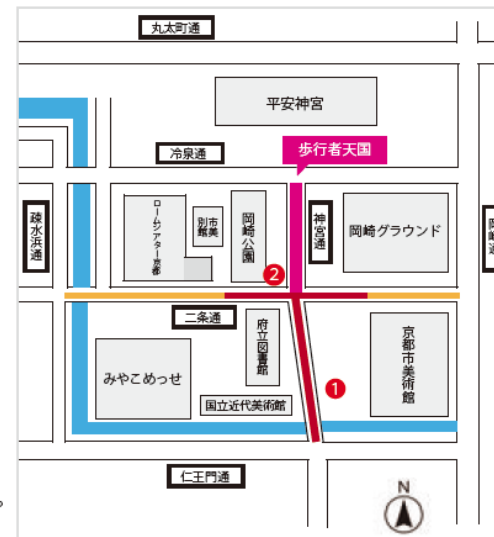 丸太町通
平安神宮
冷泉通
歩行者天国
疎水浜通
ロームシアター京都
市美
別館
岡崎公園
神宮通
岡崎グラウンド
❷
二条通
府立図書館
京都市美術館
みやこめっせ
❶
国立近代美術館
仁王門通
N
。